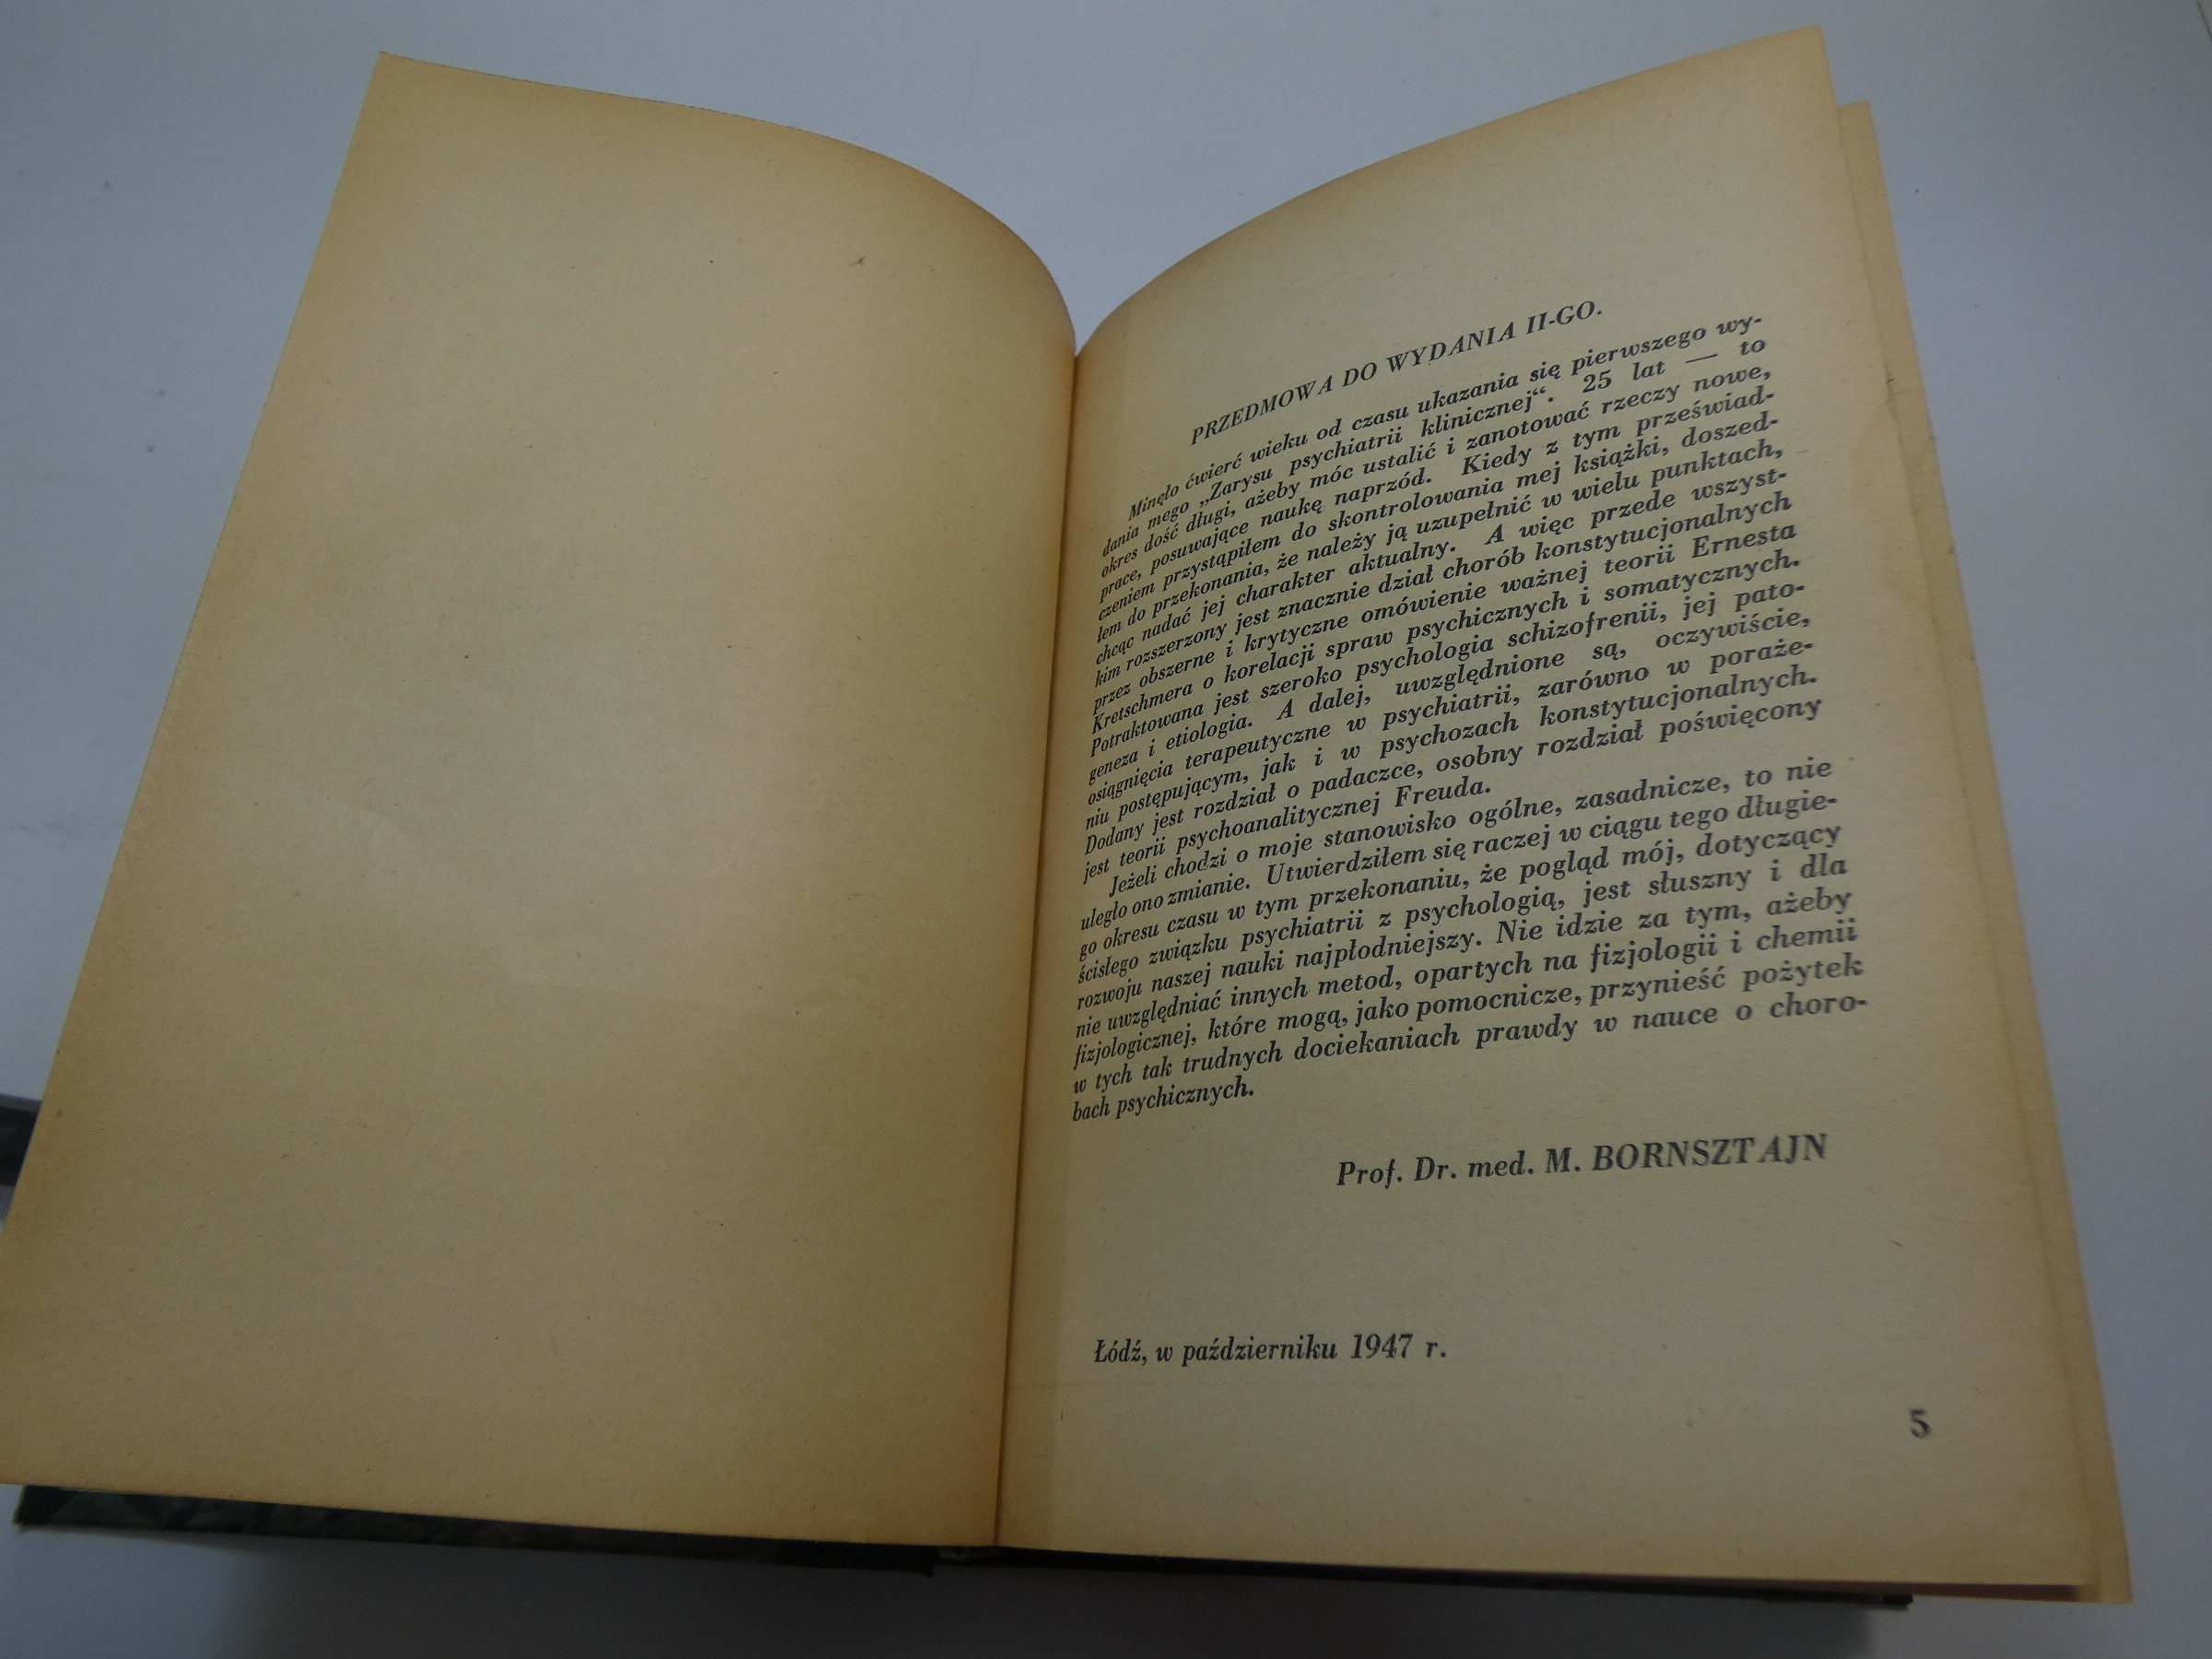 PRZEDMOWA DO WYDANIA II-GO.
Minęło ćwierć wieku od czasu ukazania się pierwszego wy-
dania mego „Zarysu psychiatrii klinicznej“. 25 lat — to
okres dość długi, ażeby móc ustalić i zanotować rzeczy nowe,
prace, posuwające naukę naprzód. Kiedy z tym przeświad-
czeniem przystąpiłem do skontrolowania mej książki, doszed-
łem do przekonania, że należy ją uzupełnić w wielu punktach,
chcąc nadać jej charakter aktualny. A więc przede wszyst-
kim rozszerzony jest znacznie dział chorób konstytucjonalnych
przez obszerne i krytyczne omówienie ważnej teorii Ernesta
Kretschmera o korelacji spraw psychicznych i somatycznych.
Potraktowana jest szeroko psychologia schizofrenii, jej pato-
geneza i etiologia. A dalej, uwzględnione są, oczywiście,
osiągnięcia terapeutyczne w psychiatrii, zarówno w poraże-
niu postępującym, jak i w psychozach konstytucjonalnych.
Dodany jest rozdział o padaczce, osobny rozdział poświęcony
jest teorii psychoanalitycznej Freuda.
Jeżeli chodzi o moje stanowisko ogólne, zasadnicze, to nie
uległo ono zmianie. Utwierdziłem się raczej w ciągu tego długie-
go okresu czasu w tym przekonaniu, że pogląd mój, dotyczący
ścisłego związku psychiatrii z psychologią, jest słuszny i dla
rozwoju naszej nauki najpłodniejszy. Nie idzie za tym, ażeby
nie uwzględniać innych metod, opartych na fizjologii i chemii
fizjologicznej, które mogą, jako pomocnicze, przynieść pożytek
w tych tak trudnych dociekaniach prawdy w nauce o choro-
bach psychicznych.
Prof. Dr. med. M. BORNSZTAJN
Łódź, w październiku 1947 r.
5